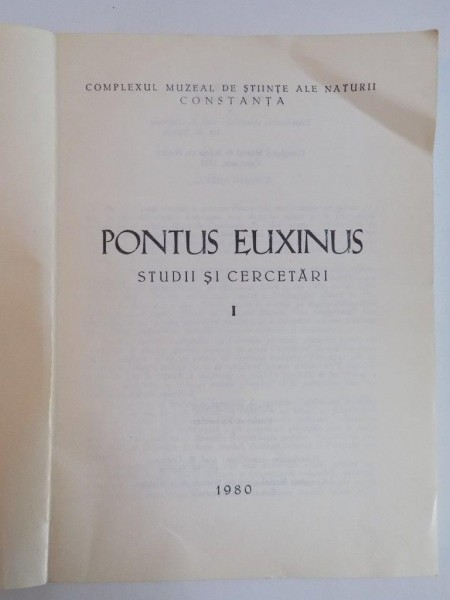 COMPLEXUL MUZEAL DE ȘTIINȚE ALE NATURII
CONSTANȚA
PONTUS EUXINUS
STUDII ȘI CERCETĂRI
I
1980